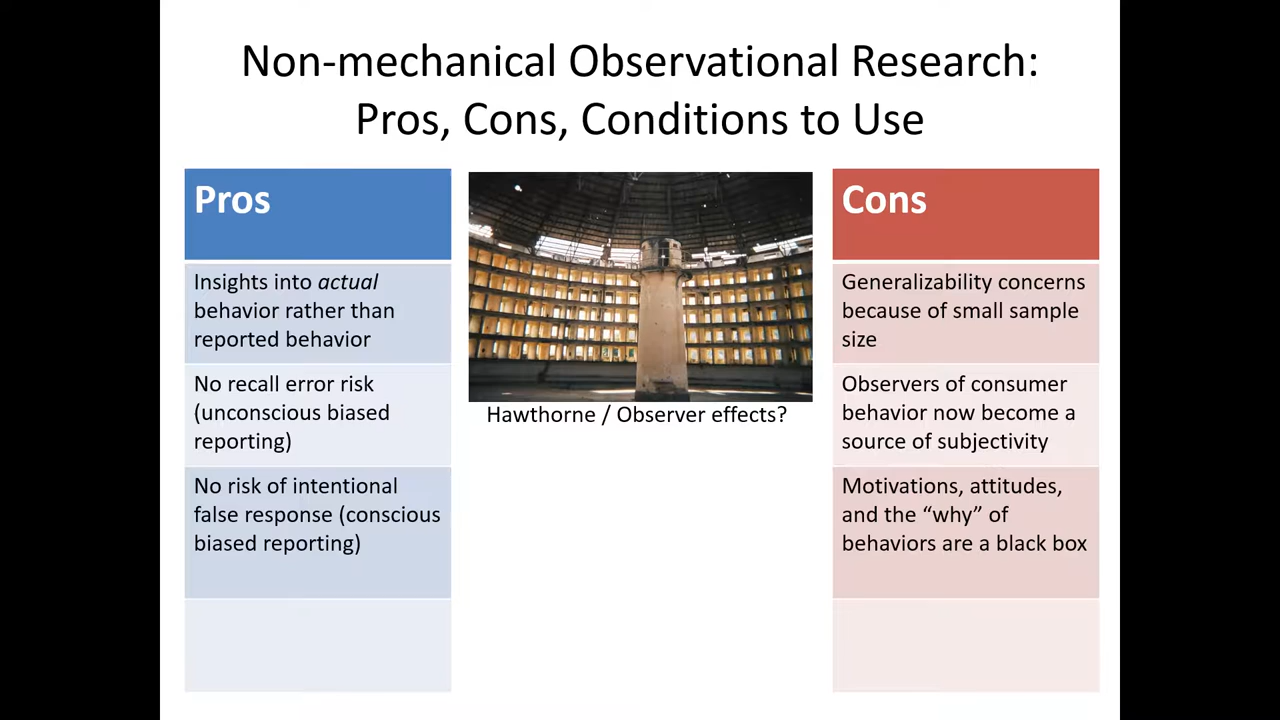 Non-mechanical Observational Research:
Pros, Cons, Conditions to Use
Pros
Insights into actual
behavior rather than
reported behavior
No recall error risk
(unconscious biased
reporting)
No risk of intentional
false response (conscious
biased reporting)
Hawthorne / Observer effects?
Cons
Generalizability concerns
because of small sample
size
Observers of consumer
behavior now become a
source of subjectivity
Motivations, attitudes,
and the “why” of
behaviors are a black box